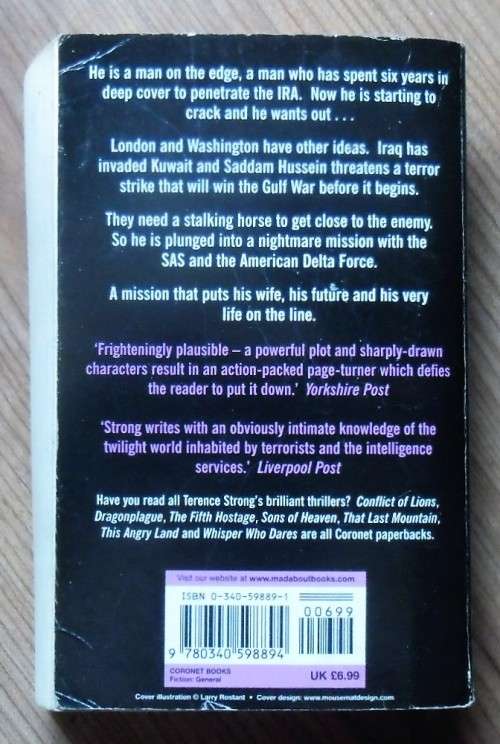 He is a man on the edge, a man who has spent six years in
deep cover to penetrate the IRA. Now he is starting to
crack and he wants out . . .
London and Washington have other ideas. Iraq has
invaded Kuwait and Saddam Hussein threatens a terror
strike that will win the Gulf War before it begins.
They need a stalking horse to get close to the enemy.
So he is plunged into a nightmare mission with the
SAS and the American Delta Force.
A mission that puts his wife, his future and his very
life on the line.
‘Frighteningly plausible – a powerful plot and sharply-drawn
characters result in an action-packed page-turner which defies
the reader to put it down.’ Yorkshire Post
‘Strong writes with an obviously intimate knowledge of the
twilight world inhabited by terrorists and the intelligence
services.’ Liverpool Post
Have you read all Terence Strong's brilliant thrillers? Conflict of Lions,
Dragonplague, The Fifth Hostage, Sons of Heaven, That Last Mountain,
This Angry Land and Whisper Who Dares are all Coronet paperbacks.
Visit our website at www.madaboutbooks.com
ISBN 0-340-59889-1
00699
9 780340 598894
CORONET BOOKS
Fiction: General
UK £6.99
Cover illustration © Larry Rostant • Cover design: www.mousematdesign.com